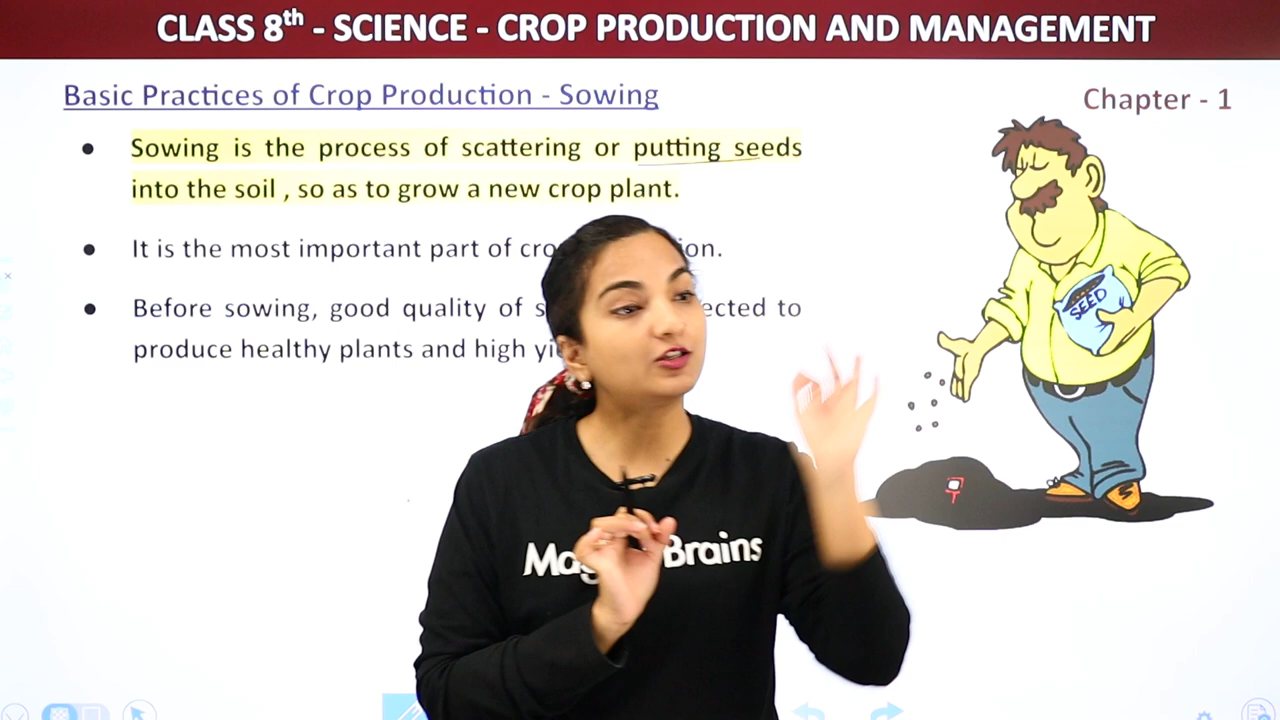 CLASS 8th - SCIENCE - CROP PRODUCTION AND MANAGEMENT
Basic Practices of Crop Production - Sowing
Chapter - 1
• Sowing is the process of scattering or putting seeds
into the soil , so as to grow a new crop plant.
• It is the most important part of
• Before sowing, good quality of to
produce healthy plants and high
SEED
Brains